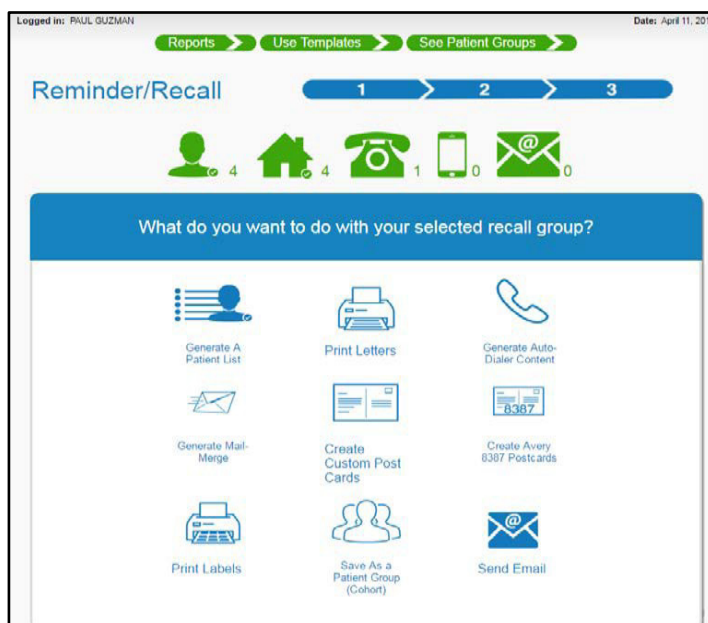 Logged in: PAUL GUZMAN
Date: April 11, 201
Reports
Use Templates
See Patient Groups
Reminder/Recall
1
2
3
4
4
1
0
0
What do you want to do with your selected recall group?
Generate A
Patient List
Print Letters
Generate Auto-
Dialer Content
Generate Mail-
Merge
Create
Custom Post
Cards
8387
Create Avery
8387 Postcards
Print Labels
Save As a
Patient Group
(Cohort)
Send Email